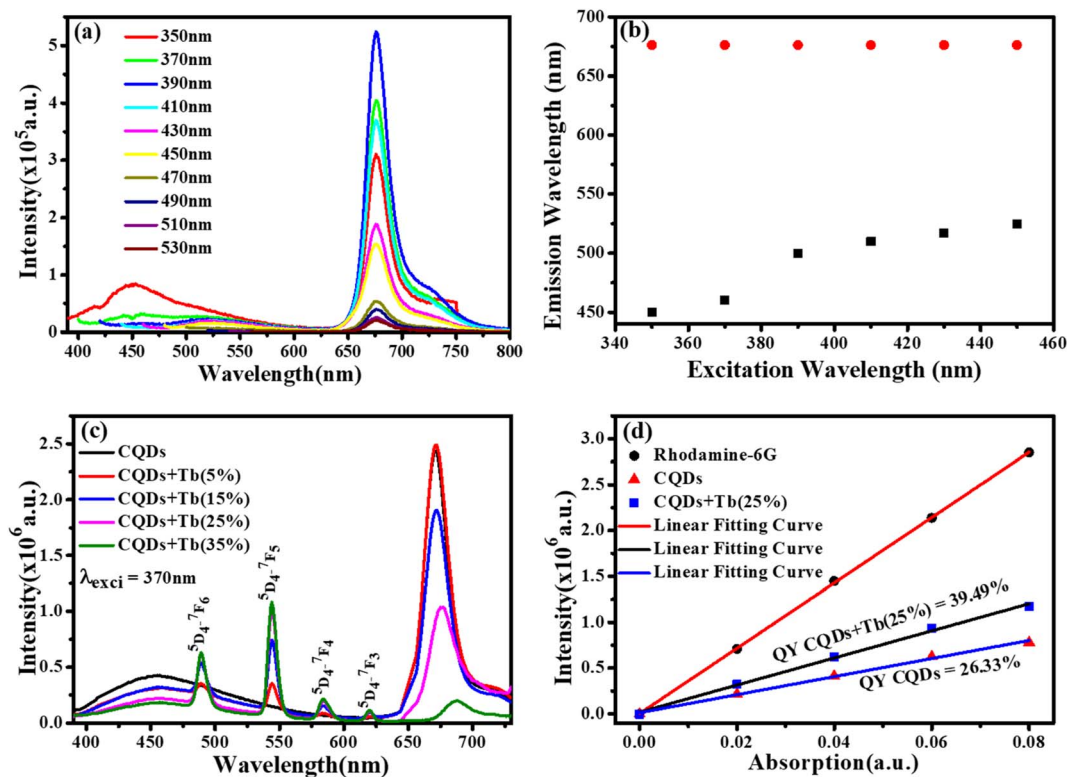 (a)
350nm
370nm
390nm
410nm
430nm
450nm
470nm
490nm
510nm
530nm
Intensity(x10⁵a.u.)
5
4
3
2
1
0
400 450 500 550 600 650 700 750 800
Wavelength(nm)
(b)
Emission Wavelength (nm)
700
675
650
525
500
475
450
340 360 380 400 420 440 460
Excitation Wavelength (nm)
(c)
CQDs
CQDs+Tb(5%)
CQDs+Tb(15%)
CQDs+Tb(25%)
CQDs+Tb(35%)
λexci = 370nm
⁵D₄-⁷F₆
⁵D₄-⁷F₅
⁵D₄-⁷F₄
⁵D₄-⁷F₃
Intensity(x10⁶ a.u.)
2.5
2.0
1.5
1.0
0.5
0.0
400 450 500 550 600 650 700
Wavelength(nm)
(d)
Rhodamine-6G
CQDs
CQDs+Tb(25%)
Linear Fitting Curve
Linear Fitting Curve
Linear Fitting Curve
QY CQDs+Tb(25%) = 39.49%
QY CQDs = 26.33%
Intensity(x10⁶ a.u.)
3.0
2.5
2.0
1.5
1.0
0.5
0.0
0.00 0.02 0.04 0.06 0.08
Absorption(a.u.)